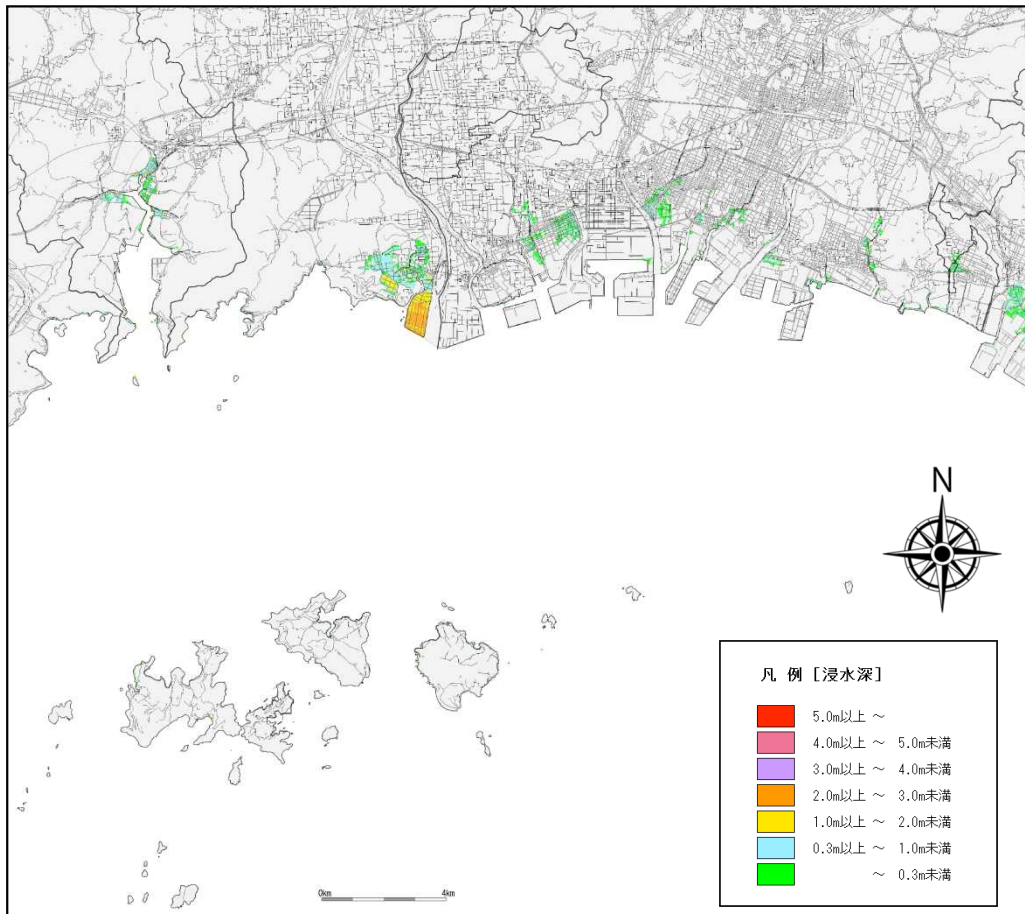 N
凡 例 [浸水深]
5.0m以上 ～
4.0m以上 ～ 5.0m未満
3.0m以上 ～ 4.0m未満
2.0m以上 ～ 3.0m未満
1.0m以上 ～ 2.0m未満
0.3m以上 ～ 1.0m未満
～ 0.3m未満
0km 4km